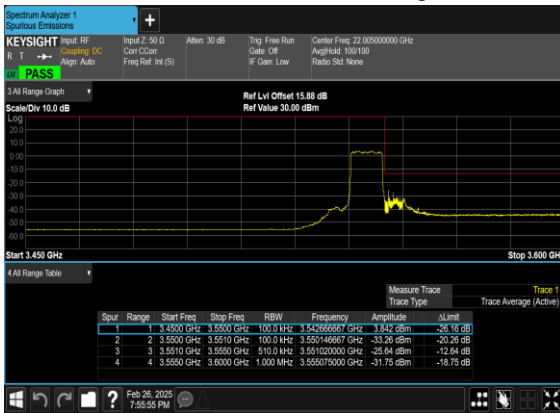 Spectrum Analyzer 1
Spurious Emissions
KEYSIGHT Input: RF Input Z: 50 Ω Atten: 30 dB Trig: Free Run Center Freq: 22.005000000 GHz
R T Coupling: DC Corr CCorr Gate: Off Avg|Hold: 100/100
Align: Auto Freq Ref: Int (S) IF Gain: Low Radio Std: None
PASS
3 All Range Graph
Ref Lvl Offset 15.88 dB
Scale/Div 10.0 dB Ref Value 30.00 dBm
Log
20.0
10.0
0.00
-10.0
-20.0
-30.0
-40.0
-50.0
-60.0
Start 3.450 GHz Stop 3.600 GH
4 All Range Table
Measure Trace Trace 1
Trace Type Trace Average (Active)
Spur Range Start Freq Stop Freq RBW Frequency Amplitude ΔLimit
1 1 3.4500 GHz 3.5500 GHz 100.0 kHz 3.542666667 GHz 3.842 dBm -26.16 dB
2 2 3.5500 GHz 3.5510 GHz 100.0 kHz 3.550146667 GHz -33.26 dBm -20.26 dB
3 3 3.5510 GHz 3.5550 GHz 510.0 kHz 3.551020000 GHz -25.64 dBm -12.64 dB
4 4 3.5550 GHz 3.6000 GHz 1.000 MHz 3.555075000 GHz -31.75 dBm -18.75 dB
? Feb 26, 2025
7:55:55 PM